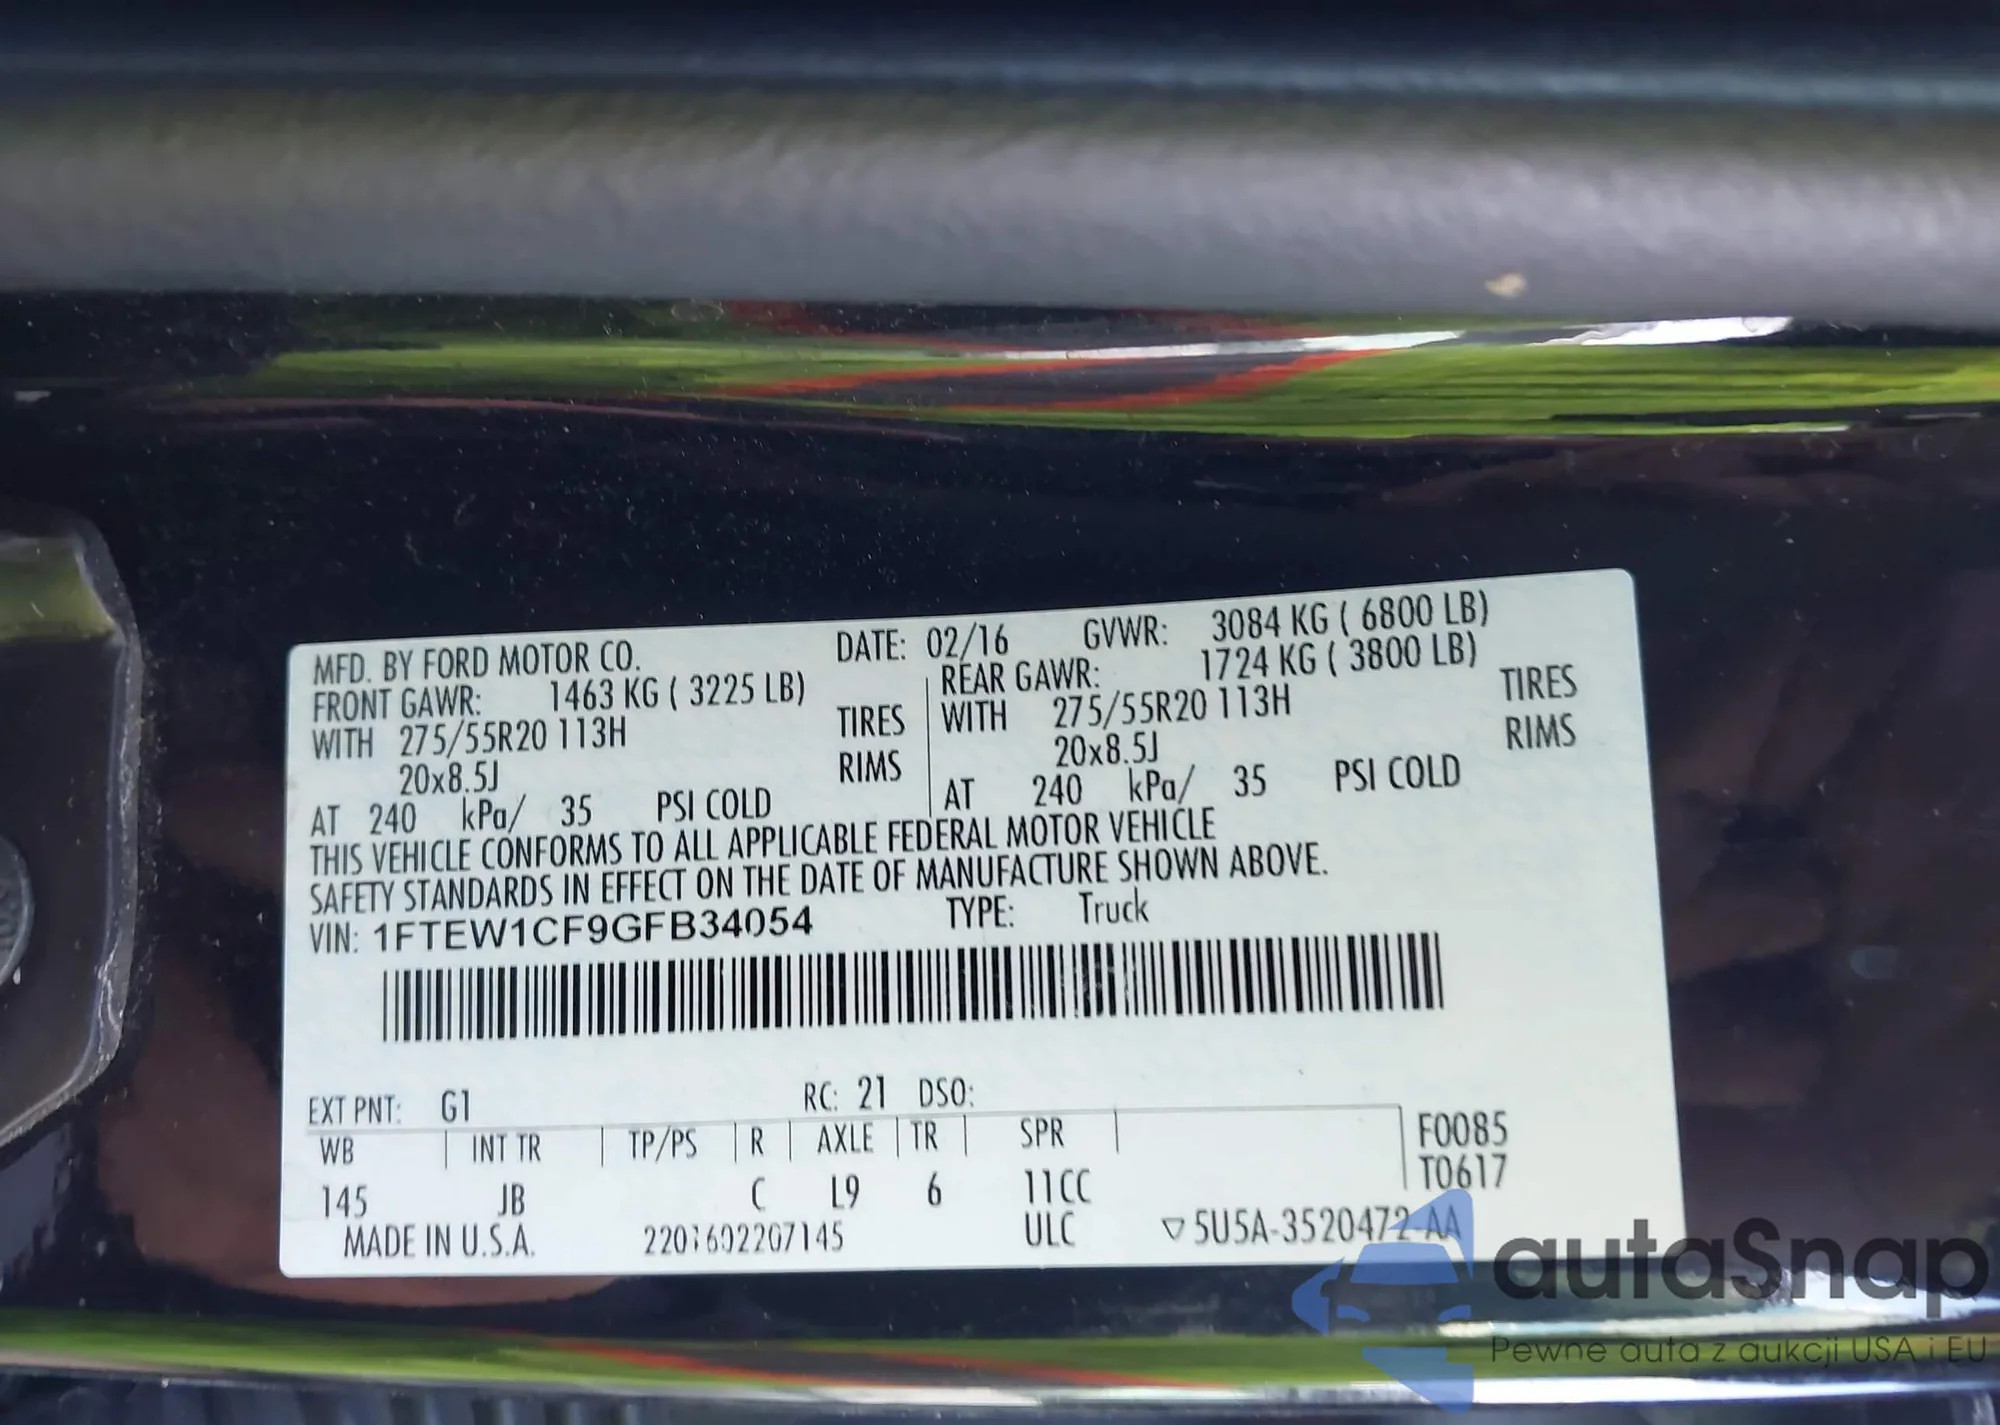 MFD. BY FORD MOTOR CO. DATE: 02/16 GVWR: 3084 KG ( 6800 LB)
FRONT GAWR: 1463 KG ( 3225 LB) REAR GAWR: 1724 KG ( 3800 LB)
WITH 275/55R20 113H TIRES WITH 275/55R20 113H TIRES
20x8.5J RIMS 20x8.5J RIMS
AT 240 kPa/ 35 PSI COLD AT 240 kPa/ 35 PSI COLD
THIS VEHICLE CONFORMS TO ALL APPLICABLE FEDERAL MOTOR VEHICLE
SAFETY STANDARDS IN EFFECT ON THE DATE OF MANUFACTURE SHOWN ABOVE.
VIN: 1FTEW1CF9GFB34054 TYPE: Truck
EXT PNT: G1 RC: 21 DSO:
WB INT TR TP/PS R AXLE TR SPR F0085
T0617
145 JB C L9 6 11CC
MADE IN U.S.A. 2201602207145 ULC ▽ 5U5A-3520472-AA
autaSnap
Pewne auta z aukcji USA i EU